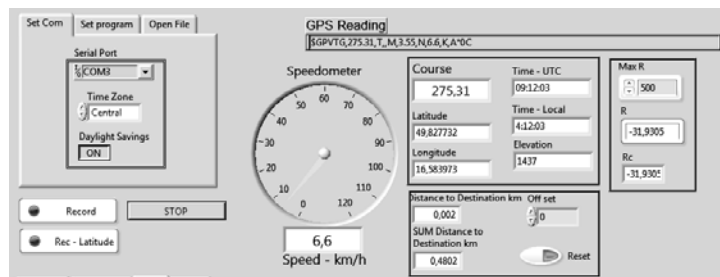 Set Com Set program Open File
Serial Port
COM3
Time Zone
Central
Daylight Savings
ON
Record
STOP
Rec - Latitude
GPS Reading
$GPVTG,275.31,T,,M,3.55,N,6.6,K,A*0C
Speedometer
0
10
20
30
40
50
60
70
80
90
100
110
120
6,6
Speed - km/h
Course
275,31
Latitude
49,827732
Longitude
16,583973
Time - UTC
09:12:03
Time - Local
4:12:03
Elevation
1437
Max R
500
R
-31,9305
Rc
-31,9305
Distance to Destination km
0,002
SUM Distance to
Destination km
0,4802
Off set
0
Reset